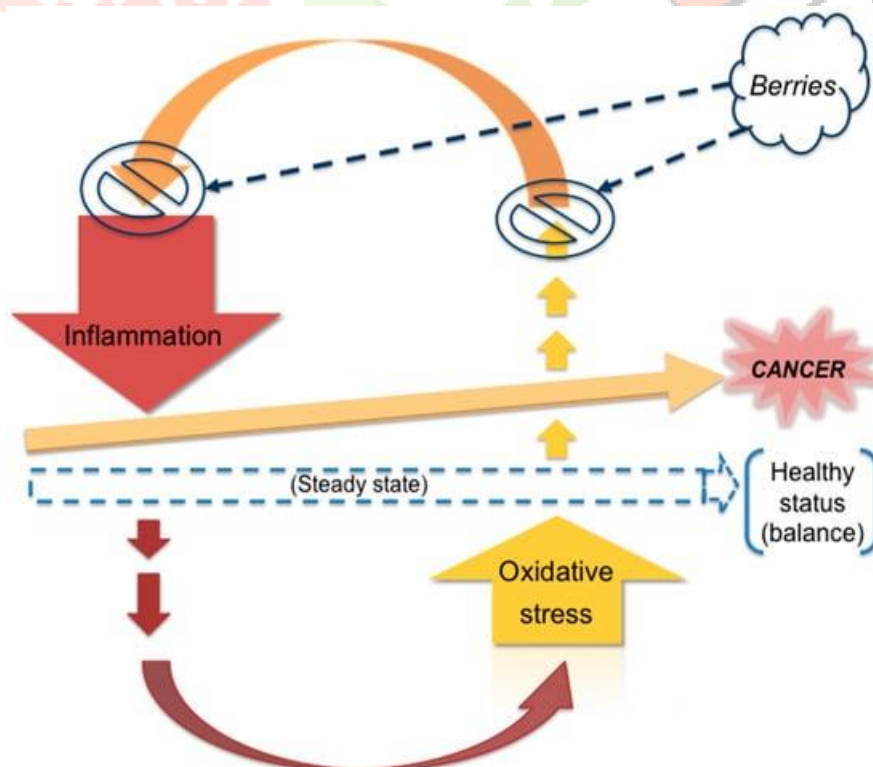 Berries
Inflammation
CANCER
(Steady state)
Healthy
status
(balance)
Oxidative
stress